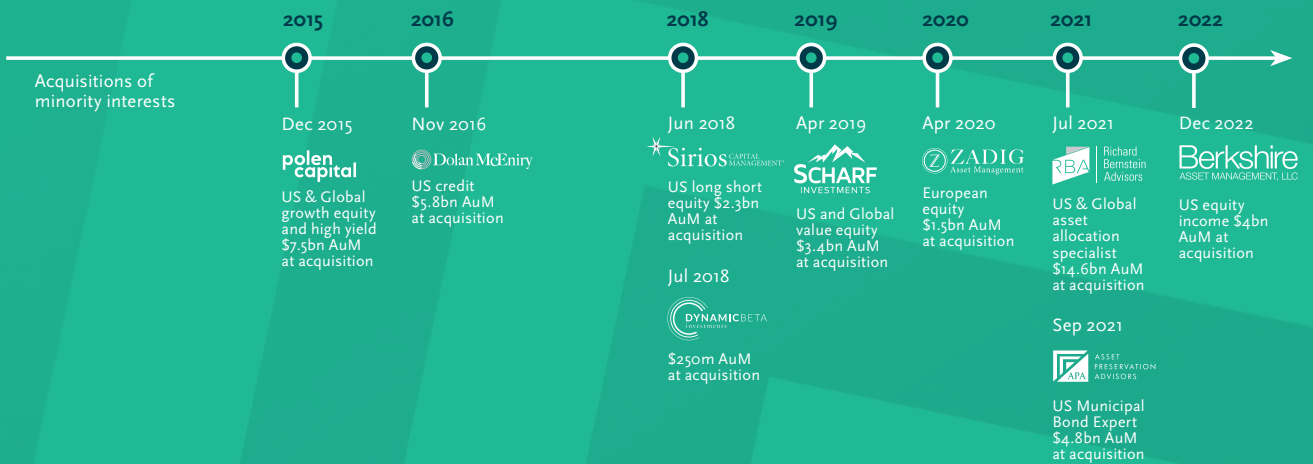 2015
2016
2018
2019
2020
2021
2022
Acquisitions of
minority interests
Dec 2015
polen
capital
US & Global
growth equity
and high yield
$7.5bn AuM
at acquisition
Nov 2016
Dolan McEniry
US credit
$5.8bn AuM
at acquisition
Jun 2018
Sirios CAPITAL
MANAGEMENT
US long short
equity $2.3bn
AuM at
acquisition
Jul 2018
DYNAMICBETA
investments
$250m AuM
at acquisition
Apr 2019
SCHARF
INVESTMENTS
US and Global
value equity
$3.4bn AuM
at acquisition
Apr 2020
Z ZADIG
Asset Management
European
equity
$1.5bn AuM
at acquisition
Jul 2021
RBA
Richard
Bernstein
Advisors
US & Global
asset
allocation
specialist
$14.6bn AuM
at acquisition
Sep 2021
APA
ASSET
PRESERVATION
ADVISORS
US Municipal
Bond Expert
$4.8bn AuM
at acquisition
Dec 2022
Berkshire
ASSET MANAGEMENT, LLC
US equity
income $4bn
AuM at
acquisition